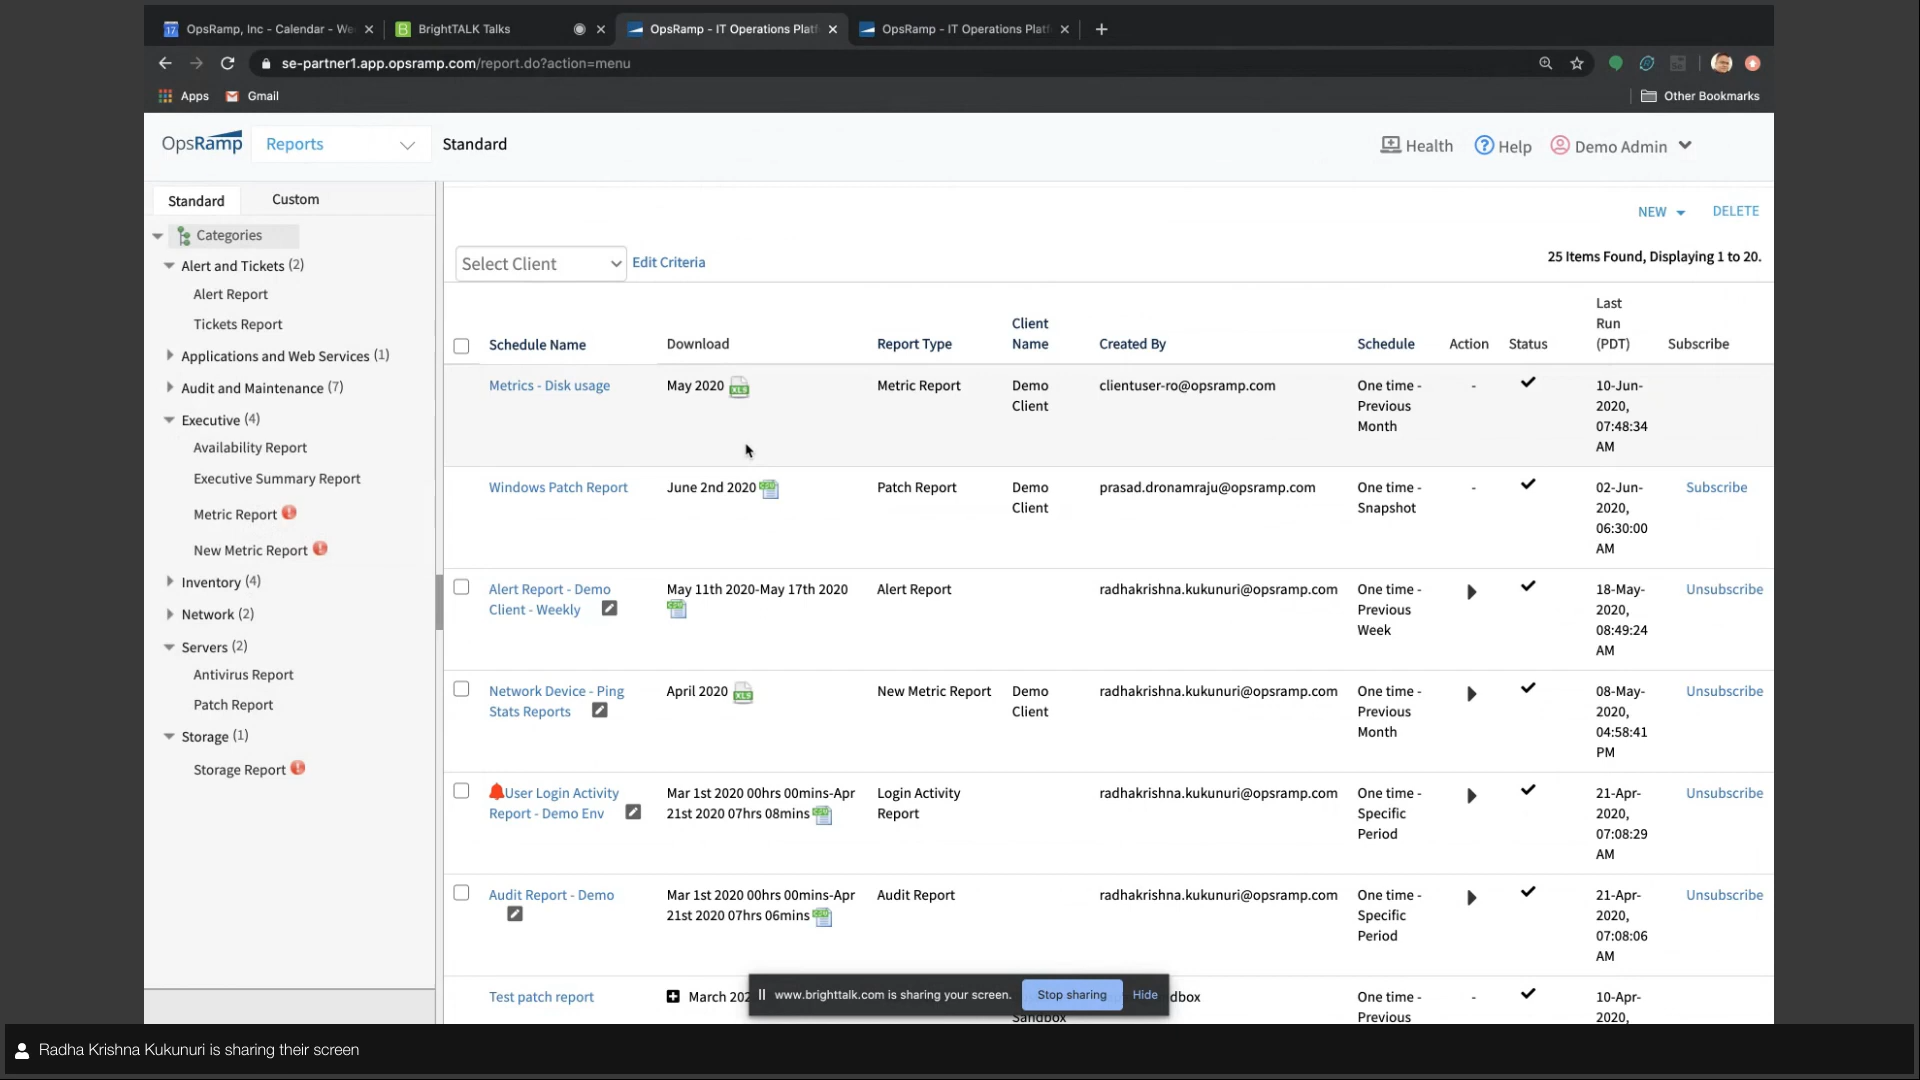 OpsRamp, Inc - Calendar - We
BrightTALK Talks
OpsRamp - IT Operations Platf
OpsRamp - IT Operations Platf
se-partner1.app.opsramp.com/report.do?action=menu
Apps
Gmail
Other Bookmarks
OpsRamp
Reports
Standard
Health
Help
Demo Admin
Standard
Custom
NEW
DELETE
Categories
Alert and Tickets (2)
Alert Report
Tickets Report
Applications and Web Services (1)
Audit and Maintenance (7)
Executive (4)
Availability Report
Executive Summary Report
Metric Report
New Metric Report
Inventory (4)
Network (2)
Servers (2)
Antivirus Report
Patch Report
Storage (1)
Storage Report
Select Client
Edit Criteria
25 Items Found, Displaying 1 to 20.
Schedule Name
Download
Report Type
Client
Name
Created By
Schedule
Action
Status
Last
Run
(PDT)
Subscribe
Metrics - Disk usage
May 2020
XLS
Metric Report
Demo
Client
clientuser-ro@opsramp.com
One time -
Previous
Month
-
10-Jun-
2020,
07:48:34
AM
Windows Patch Report
June 2nd 2020
Patch Report
Demo
Client
prasad.dronamraju@opsramp.com
One time -
Snapshot
-
02-Jun-
2020,
06:30:00
AM
Subscribe
Alert Report - Demo
Client - Weekly
May 11th 2020-May 17th 2020
Alert Report
radhakrishna.kukunuri@opsramp.com
One time -
Previous
Week
18-May-
2020,
08:49:24
AM
Unsubscribe
Network Device - Ping
Stats Reports
April 2020
XLS
New Metric Report
Demo
Client
radhakrishna.kukunuri@opsramp.com
One time -
Previous
Month
08-May-
2020,
04:58:41
PM
Unsubscribe
User Login Activity
Report - Demo Env
Mar 1st 2020 00hrs 00mins-Apr
21st 2020 07hrs 08mins
Login Activity
Report
radhakrishna.kukunuri@opsramp.com
One time -
Specific
Period
21-Apr-
2020,
07:08:29
AM
Unsubscribe
Audit Report - Demo
Mar 1st 2020 00hrs 00mins-Apr
21st 2020 07hrs 06mins
Audit Report
radhakrishna.kukunuri@opsramp.com
One time -
Specific
Period
21-Apr-
2020,
07:08:06
AM
Unsubscribe
Test patch report
March 202
dbox
Sandbox
One time -
Previous
-
10-Apr-
2020,
www.brighttalk.com is sharing your screen.
Stop sharing
Hide
Radha Krishna Kukunuri is sharing their screen